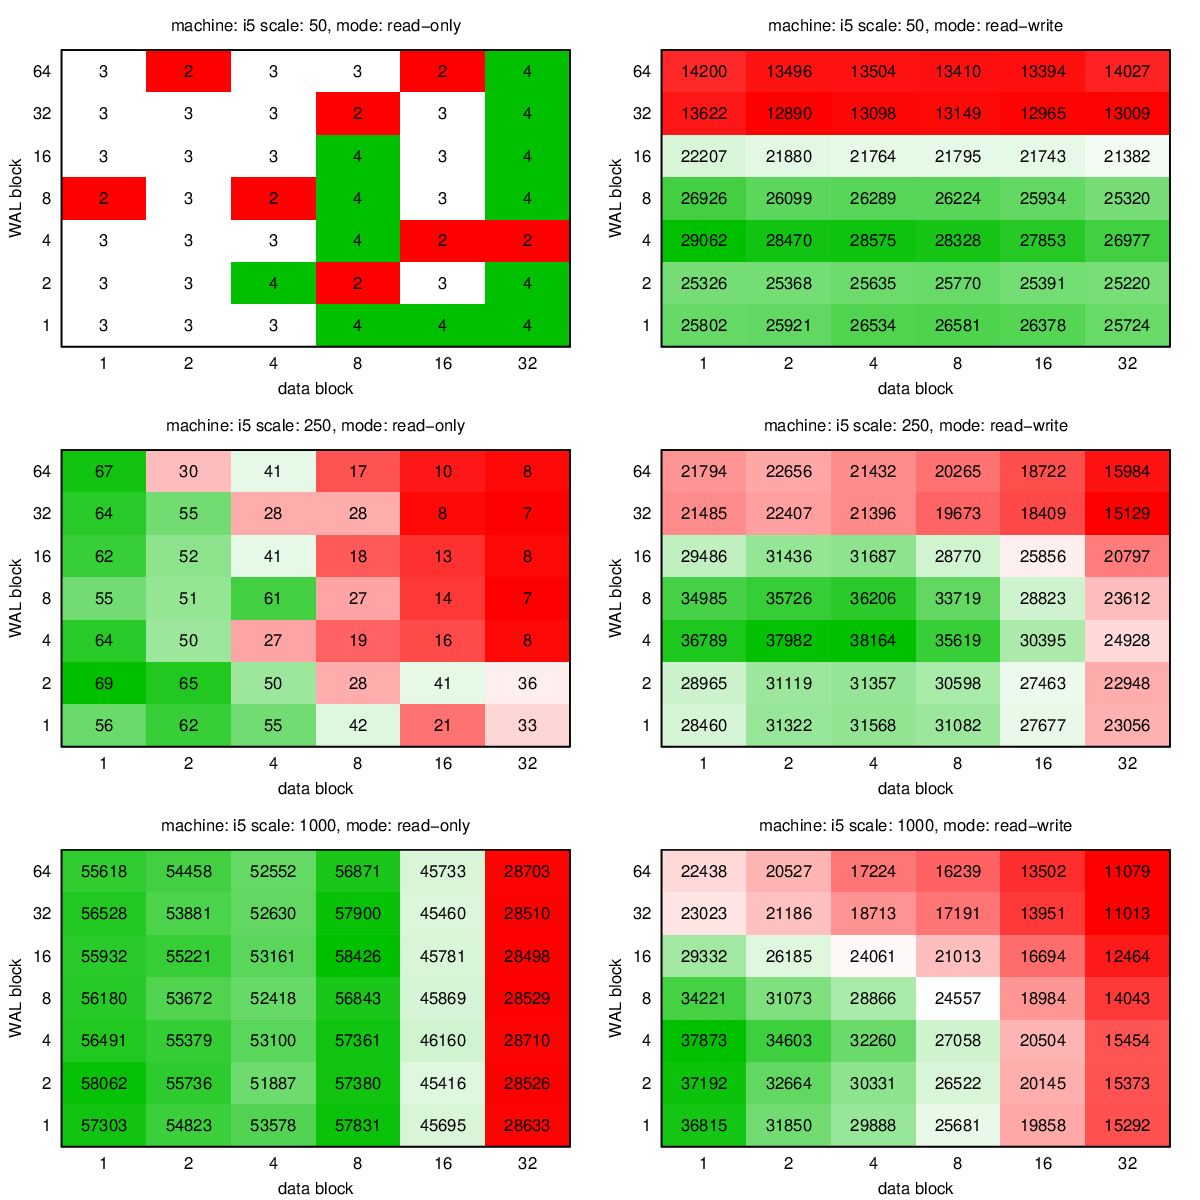 machine: i5 scale: 50, mode: read−only
64 3 2 3 3 2 4
32 3 3 3 2 3 4
16 3 3 3 4 3 4
8 2 3 2 4 3 4
4 3 3 3 4 2 2
2 3 3 4 2 3 4
1 3 3 3 4 4 4
1 2 4 8 16 32
WAL block
data block
machine: i5 scale: 50, mode: read−write
64 14200 13496 13504 13410 13394 14027
32 13622 12890 13098 13149 12965 13009
16 22207 21880 21764 21795 21743 21382
8 26926 26099 26289 26224 25934 25320
4 29062 28470 28575 28328 27853 26977
2 25326 25368 25635 25770 25391 25220
1 25802 25921 26534 26581 26378 25724
1 2 4 8 16 32
WAL block
data block
machine: i5 scale: 250, mode: read−only
64 67 30 41 17 10 8
32 64 55 28 28 8 7
16 62 52 41 18 13 8
8 55 51 61 27 14 7
4 64 50 27 19 16 8
2 69 65 50 28 41 36
1 56 62 55 42 21 33
1 2 4 8 16 32
WAL block
data block
machine: i5 scale: 250, mode: read−write
64 21794 22656 21432 20265 18722 15984
32 21485 22407 21396 19673 18409 15129
16 29486 31436 31687 28770 25856 20797
8 34985 35726 36206 33719 28823 23612
4 36789 37982 38164 35619 30395 24928
2 28965 31119 31357 30598 27463 22948
1 28460 31322 31568 31082 27677 23056
1 2 4 8 16 32
WAL block
data block
machine: i5 scale: 1000, mode: read−only
64 55618 54458 52552 56871 45733 28703
32 56528 53881 52630 57900 45460 28510
16 55932 55221 53161 58426 45781 28498
8 56180 53672 52418 56843 45869 28529
4 56491 55379 53100 57361 46160 28710
2 58062 55736 51887 57380 45416 28526
1 57303 54823 53578 57831 45695 28633
1 2 4 8 16 32
WAL block
data block
machine: i5 scale: 1000, mode: read−write
64 22438 20527 17224 16239 13502 11079
32 23023 21186 18713 17191 13951 11013
16 29332 26185 24061 21013 16694 12464
8 34221 31073 28866 24557 18984 14043
4 37873 34603 32260 27058 20504 15454
2 37192 32664 30331 26522 20145 15373
1 36815 31850 29888 25681 19858 15292
1 2 4 8 16 32
WAL block
data block